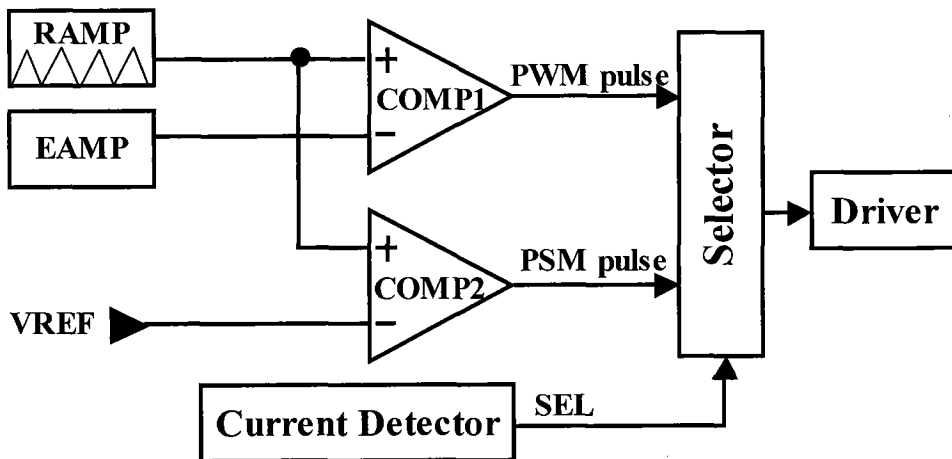 RAMP
EAMP
+
−
COMP1
PWM pulse
+
−
COMP2
PSM pulse
VREF
Selector
Driver
Current Detector
SEL